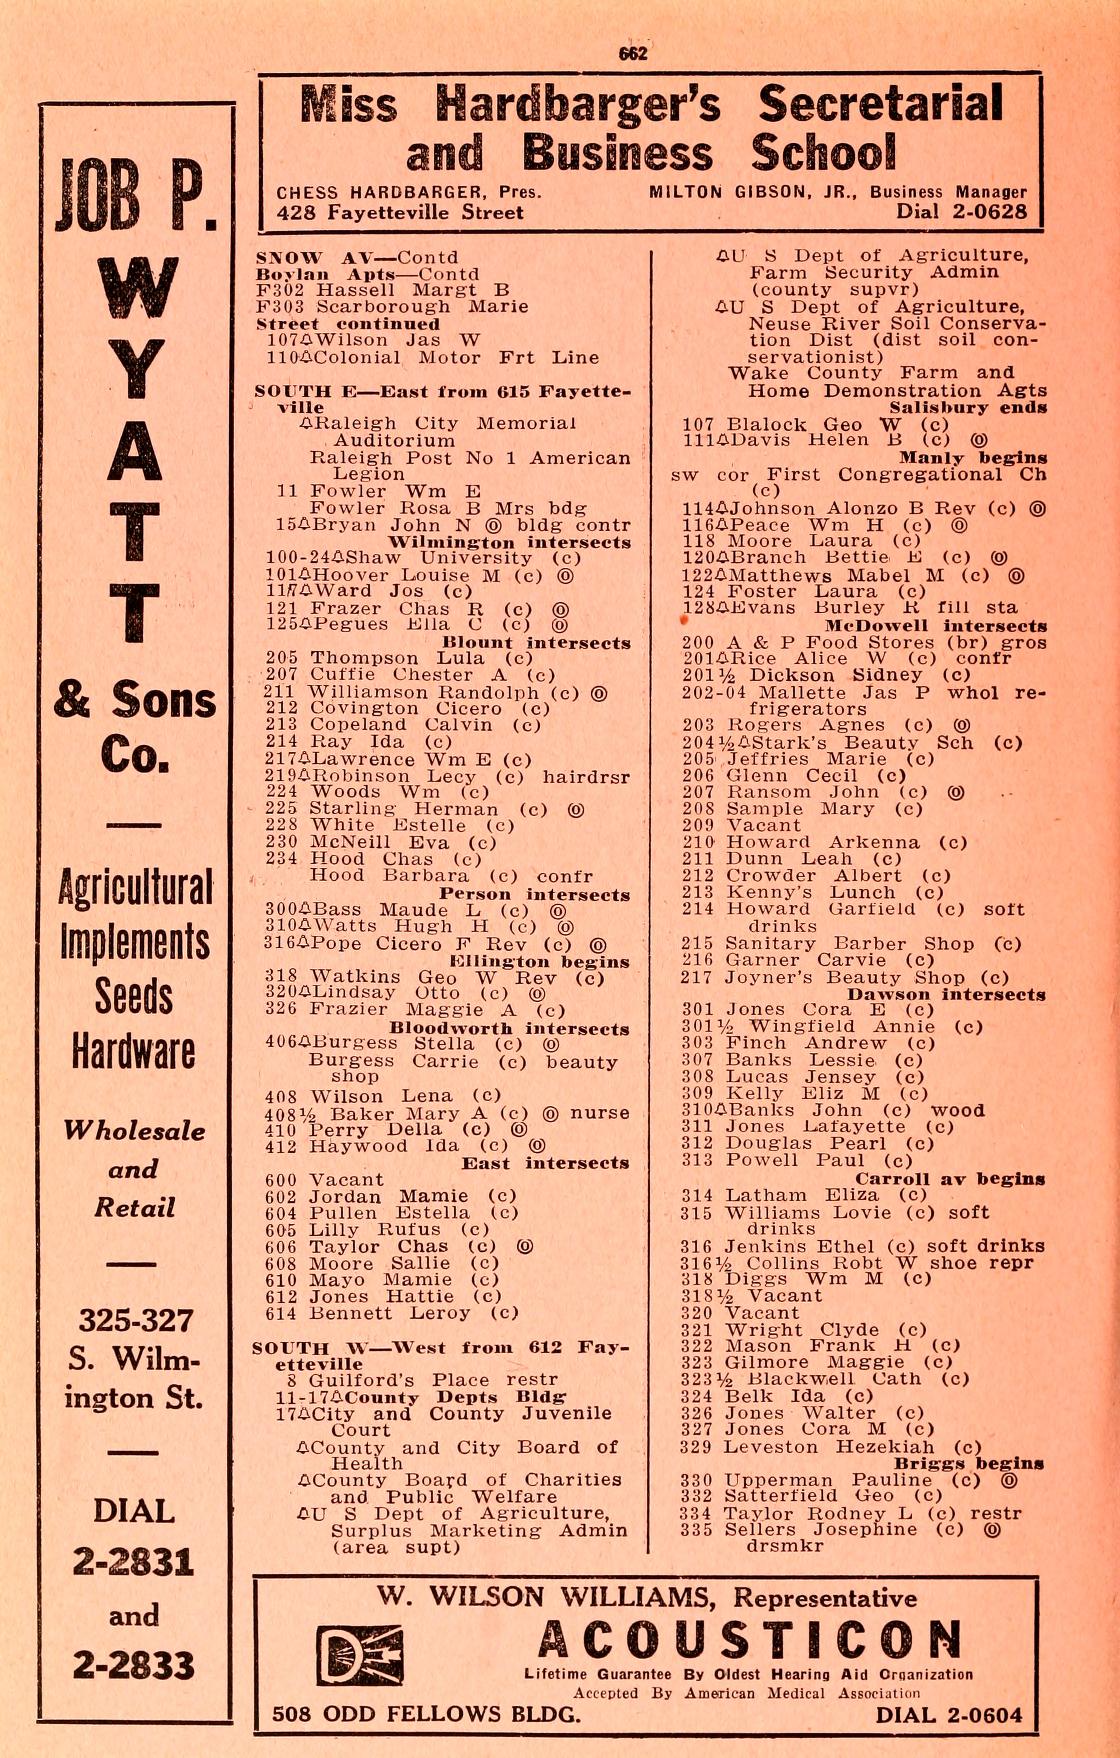 662
Miss Hardbarger's Secretarial
and Business School
CHESS HARDBARGER, Pres. MILTON GIBSON, JR., Business Manager
428 Fayetteville Street Dial 2-0628
JOB P.
W
Y
A
T
T
& Sons
Co.
Agricultural
Implements
Seeds
Hardware
Wholesale
and
Retail
325-327
S. Wilm-
ington St.
DIAL
2-2831
and
2-2833
SNOW AV—Contd
Boylan Apts—Contd
F302 Hassell Margt B
F303 Scarborough Marie
Street continued
107△Wilson Jas W
110△Colonial Motor Frt Line
SOUTH E—East from 615 Fayette-
ville
△Raleigh City Memorial
Auditorium
Raleigh Post No 1 American
Legion
11 Fowler Wm E
Fowler Rosa B Mrs bdg
15△Bryan John N ◎ bldg contr
Wilmington intersects
100-24△Shaw University (c)
101△Hoover Louise M (c) ◎
117△Ward Jos (c)
121 Frazer Chas R (c) ◎
125△Pegues Ella C (c) ◎
Blount intersects
205 Thompson Lula (c)
207 Cuffie Chester A (c)
211 Williamson Randolph (c) ◎
212 Covington Cicero (c)
213 Copeland Calvin (c)
214 Ray Ida (c)
217△Lawrence Wm E (c)
219△Robinson Lecy (c) hairdrsr
224 Woods Wm (c)
225 Starling Herman (c) ◎
228 White Estelle (c)
230 McNeill Eva (c)
234 Hood Chas (c)
Hood Barbara (c) confr
Person intersects
300△Bass Maude L (c) ◎
310△Watts Hugh H (c) ◎
316△Pope Cicero F Rev (c) ◎
Ellington begins
318 Watkins Geo W Rev (c)
320△Lindsay Otto (c) ◎
326 Frazier Maggie A (c)
Bloodworth intersects
406△Burgess Stella (c) ◎
Burgess Carrie (c) beauty
shop
408 Wilson Lena (c)
408½ Baker Mary A (c) ◎ nurse
410 Perry Della (c) ◎
412 Haywood Ida (c) ◎
East intersects
600 Vacant
602 Jordan Mamie (c)
604 Pullen Estella (c)
605 Lilly Rufus (c)
606 Taylor Chas (c) ◎
608 Moore Sallie (c)
610 Mayo Mamie (c)
612 Jones Hattie (c)
614 Bennett Leroy (c)
SOUTH W—West from 612 Fay-
etteville
8 Guilford's Place restr
11-17△County Depts Bldg
17△City and County Juvenile
Court
△County and City Board of
Health
△County Board of Charities
and Public Welfare
△U S Dept of Agriculture,
Surplus Marketing Admin
(area supt)
△U S Dept of Agriculture,
Farm Security Admin
(county supvr)
△U S Dept of Agriculture,
Neuse River Soil Conserva-
tion Dist (dist soil con-
servationist)
Wake County Farm and
Home Demonstration Agts
Salisbury ends
107 Blalock Geo W (c)
111△Davis Helen B (c) ◎
Manly begins
sw cor First Congregational Ch
(c)
114△Johnson Alonzo B Rev (c) ◎
116△Peace Wm H (c) ◎
118 Moore Laura (c)
120△Branch Bettie E (c) ◎
122△Matthews Mabel M (c) ◎
124 Foster Laura (c)
128△Evans Burley R fill sta
McDowell intersects
200 A & P Food Stores (br) gros
201△Rice Alice W (c) confr
201½ Dickson Sidney (c)
202-04 Mallette Jas P whol re-
frigerators
203 Rogers Agnes (c) ◎
204½△Stark's Beauty Sch (c)
205 Jeffries Marie (c)
206 Glenn Cecil (c)
207 Ransom John (c) ◎
208 Sample Mary (c)
209 Vacant
210 Howard Arkenna (c)
211 Dunn Leah (c)
212 Crowder Albert (c)
213 Kenny's Lunch (c)
214 Howard Garfield (c) soft
drinks
215 Sanitary Barber Shop (c)
216 Garner Carvie (c)
217 Joyner's Beauty Shop (c)
Dawson intersects
301 Jones Cora E (c)
301½ Wingfield Annie (c)
303 Finch Andrew (c)
307 Banks Lessie (c)
308 Lucas Jensey (c)
309 Kelly Eliz M (c)
310△Banks John (c) wood
311 Jones Lafayette (c)
312 Douglas Pearl (c)
313 Powell Paul (c)
Carroll av begins
314 Latham Eliza (c)
315 Williams Lovie (c) soft
drinks
316 Jenkins Ethel (c) soft drinks
316½ Collins Robt W shoe repr
318 Diggs Wm M (c)
318½ Vacant
320 Vacant
321 Wright Clyde (c)
322 Mason Frank H (c)
323 Gilmore Maggie (c)
323½ Blackwell Cath (c)
324 Belk Ida (c)
326 Jones Walter (c)
327 Jones Cora M (c)
329 Leveston Hezekiah (c)
Briggs begins
330 Upperman Pauline (c) ◎
332 Satterfield Geo (c)
334 Taylor Rodney L (c) restr
335 Sellers Josephine (c) ◎
drsmkr
W. WILSON WILLIAMS, Representative
ACOUSTICON
Lifetime Guarantee By Oldest Hearing Aid Organization
Accepted By American Medical Association
508 ODD FELLOWS BLDG. DIAL 2-0604